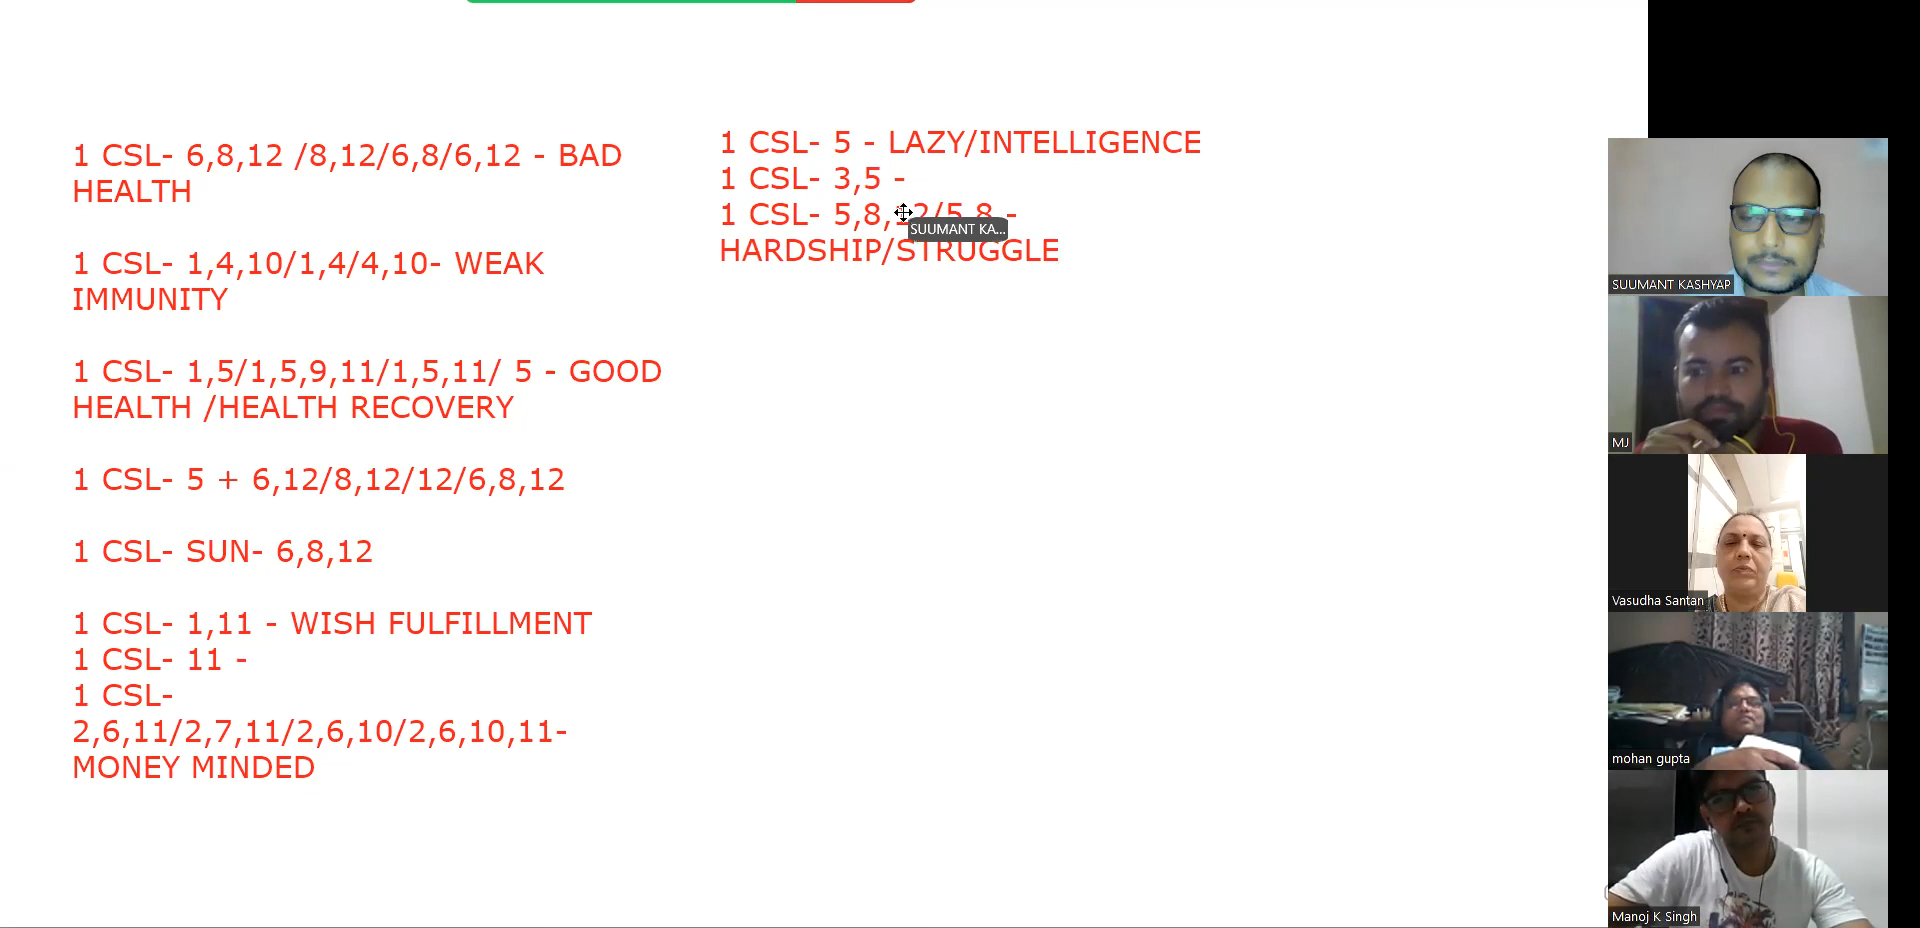 1 CSL- 6,8,12 /8,12/6,8/6,12 - BAD
HEALTH
1 CSL- 1,4,10/1,4/4,10- WEAK
IMMUNITY
1 CSL- 1,5/1,5,9,11/1,5,11/ 5 - GOOD
HEALTH /HEALTH RECOVERY
1 CSL- 5 + 6,12/8,12/12/6,8,12
1 CSL- SUN- 6,8,12
1 CSL- 1,11 - WISH FULFILLMENT
1 CSL- 11 -
1 CSL-
2,6,11/2,7,11/2,6,10/2,6,10,11-
MONEY MINDED
1 CSL- 5 - LAZY/INTELLIGENCE
1 CSL- 3,5 -
1 CSL- 5,8,12/5,8 -
SUUMANT KA...
HARDSHIP/STRUGGLE
SUUMANT KASHYAP
MJ
Vasudha Santan
mohan gupta
Manoj K Singh